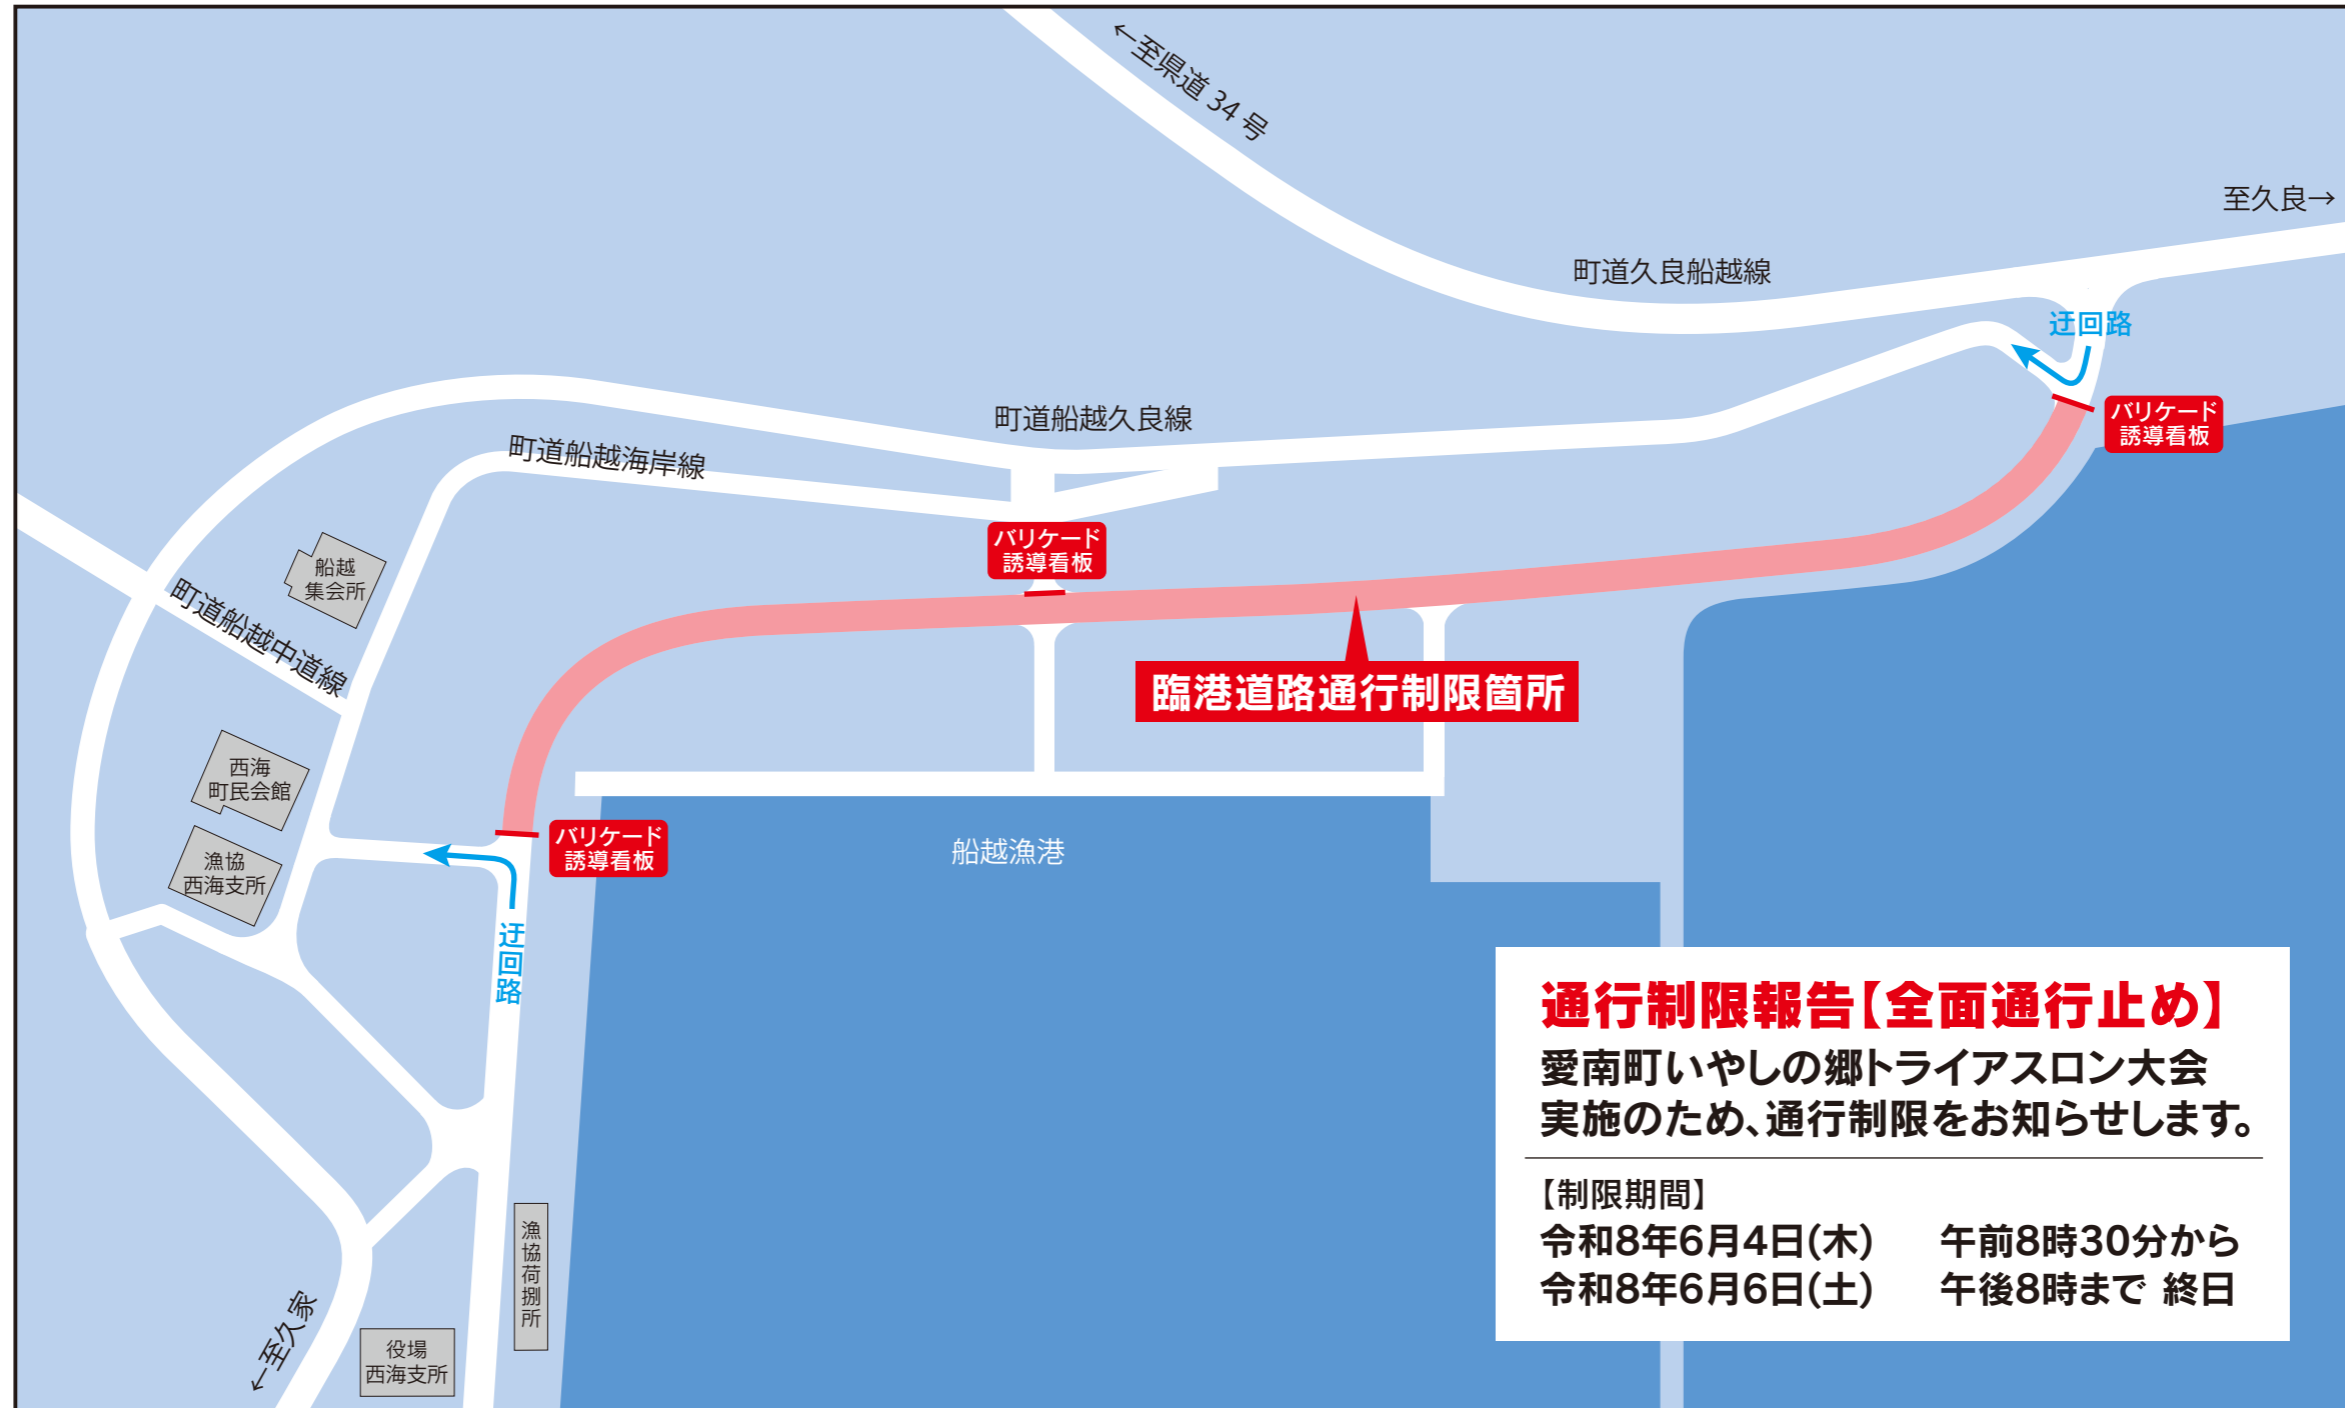 ←至県道34号
至久良→
町道久良船越線
迂回路
バリケード
誘導看板
町道船越久良線
町道船越海岸線
バリケード
誘導看板
船越
集会所
町道船越中道線
臨港道路通行制限箇所
西海
町民会館
漁協
西海支所
バリケード
誘導看板
船越漁港
迂回路
通行制限報告【全面通行止め】
愛南町いやしの郷トライアスロン大会
実施のため、通行制限をお知らせします。
【制限期間】
令和8年6月4日(木) 午前8時30分から
令和8年6月6日(土) 午後8時まで 終日
漁協荷捌所
←至久家
役場
西海支所